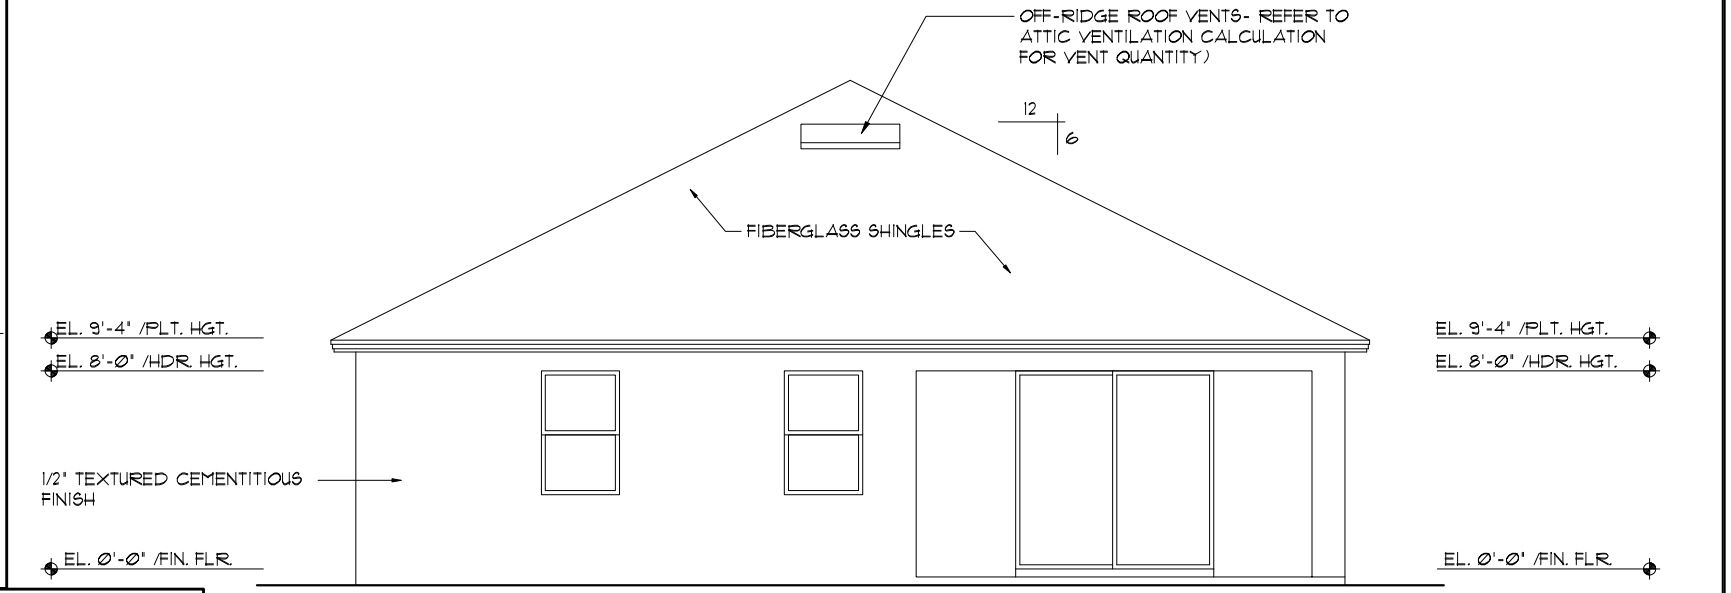 OFF-RIDGE ROOF VENTS- REFER TO
ATTIC VENTILATION CALCULATION
FOR VENT QUANTITY)
12
6
FIBERGLASS SHINGLES
EL. 9'-4" /PLT. HGT.
EL. 9'-4" /PLT. HGT.
EL. 8'-0" /HDR. HGT.
EL. 8'-0" /HDR. HGT.
1/2" TEXTURED CEMENTITIOUS
FINISH
EL. 0'-0" /FIN. FLR.
EL. 0'-0" /FIN. FLR.